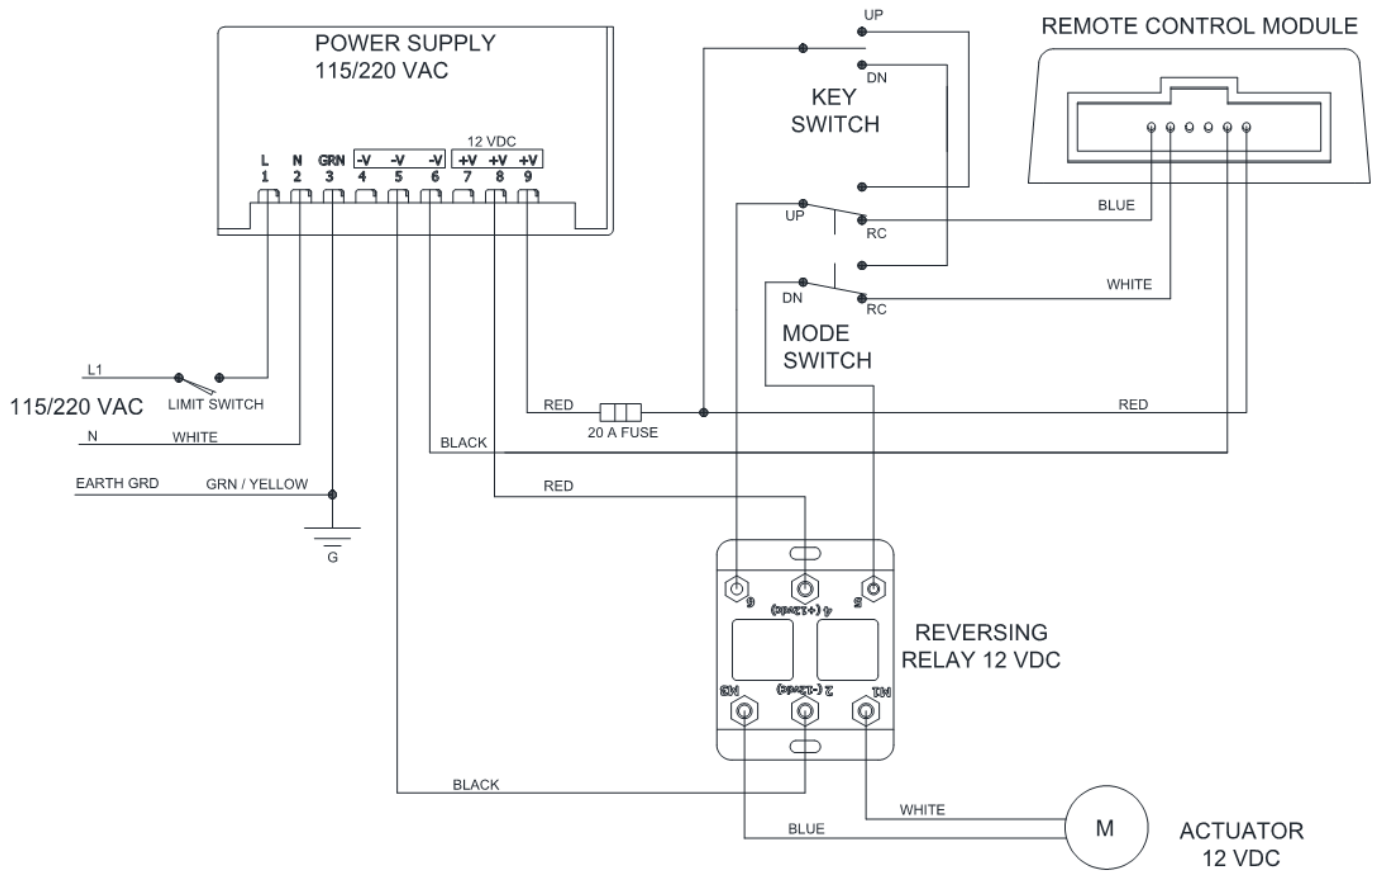 UP
REMOTE CONTROL MODULE
POWER SUPPLY
115/220 VAC
DN
KEY
SWITCH
12 VDC
L N GRN -V -V -V +V +V +V
1 2 3 4 5 6 7 8 9
UP
RC
BLUE
DN
RC
WHITE
MODE
SWITCH
L1
LIMIT SWITCH
115/220 VAC
N WHITE
RED
20 A FUSE
RED
BLACK
EARTH GRD GRN / YELLOW
RED
G
6 4 (+12vdc) 5
REVERSING
RELAY 12 VDC
M3 2 (-12vdc) M1
BLACK
WHITE
BLUE
M
ACTUATOR
12 VDC